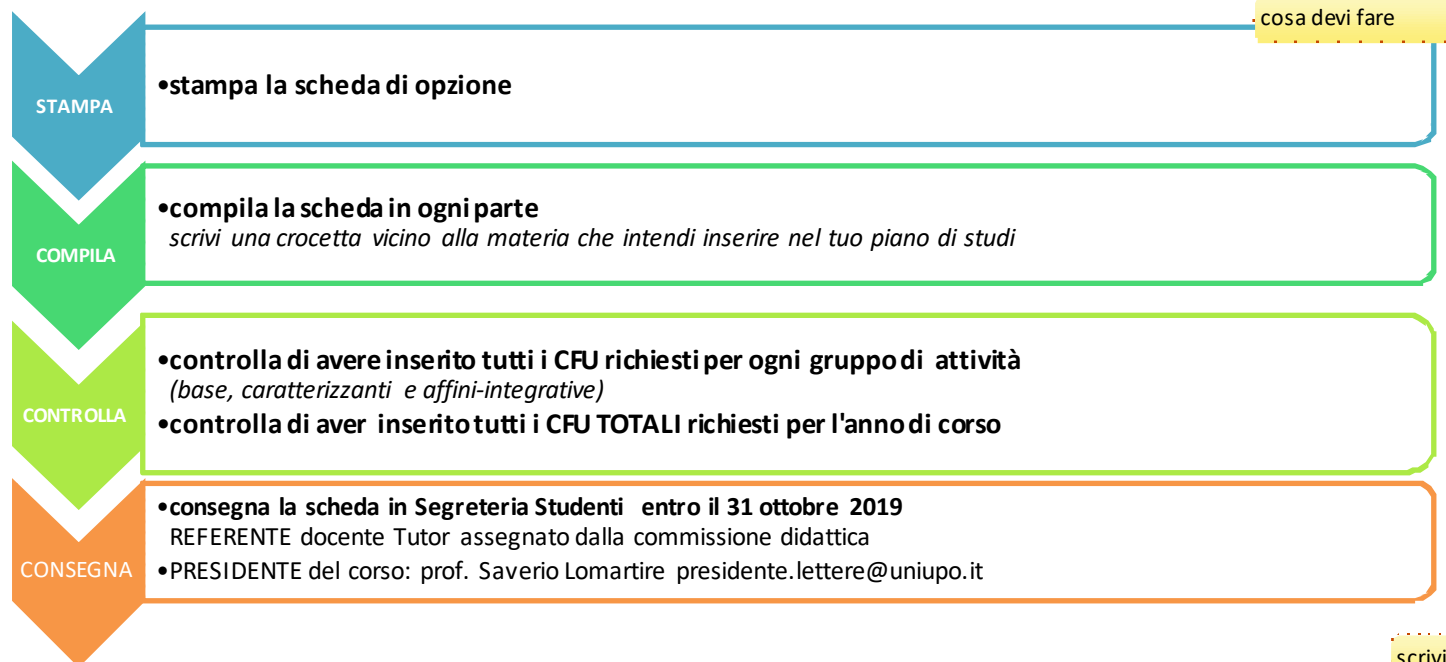 cosa devi fare
STAMPA
•stampa la scheda di opzione
COMPILA
•compila la scheda in ogni parte
scrivi una crocetta vicino alla materia che intendi inserire nel tuo piano di studi
CONTROLLA
•controlla di avere inserito tutti i CFU richiesti per ogni gruppo di attività
(base, caratterizzanti e affini-integrative)
•controlla di aver inserito tutti i CFU TOTALI richiesti per l'anno di corso
CONSEGNA
•consegna la scheda in Segreteria Studenti entro il 31 ottobre 2019
REFERENTE docente Tutor assegnato dalla commissione didattica
•PRESIDENTE del corso: prof. Saverio Lomartire presidente.lettere@uniupo.it
scrivi